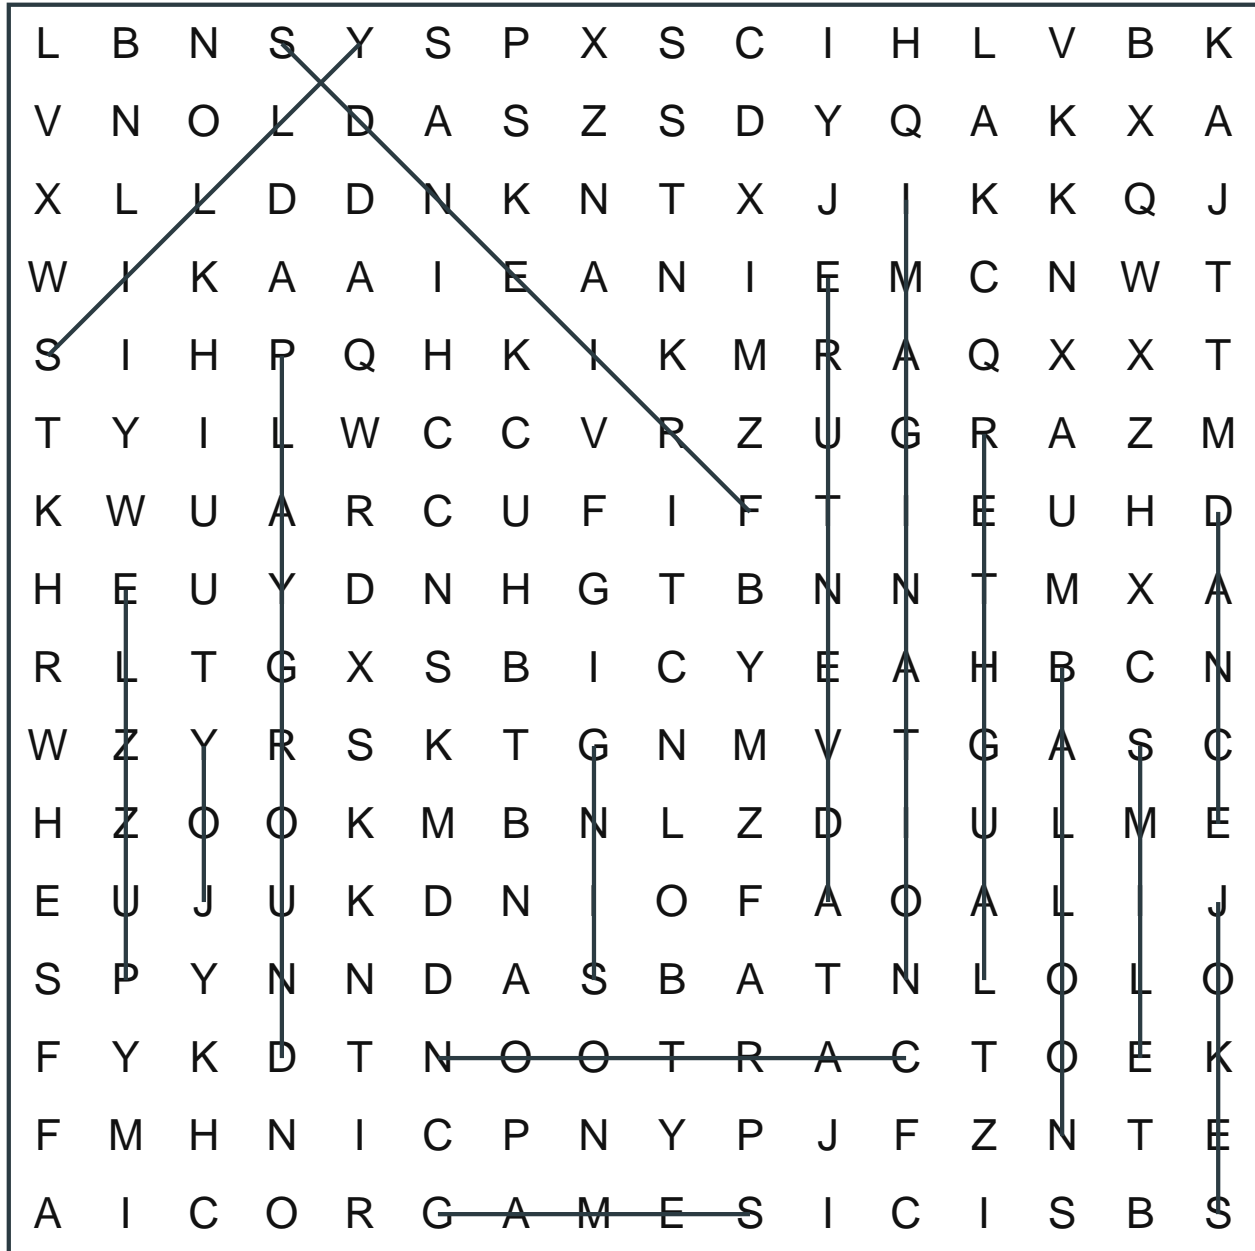 L B N S Y S P X S C I H L V B K
V N O L D A S Z S D Y Q A K X A
X L L D D N K N T X J I K K Q J
W I K A A I E A N I E M C N W T
S I H P Q H K I K M R A Q X X T
T Y I L W C C V R Z U G R A Z M
K W U A R C U F I F T I E U H D
H E U Y D N H G T B N N T M X A
R L T G X S B I C Y E A H B C N
W Z Y R S K T G N M V T G A S C
H Z O O K M B N L Z D I U L M E
E U J U K D N I O F A O A L I J
S P Y N N D A S B A T N L O L O
F Y K D T N O O T R A C T O E K
F M H N I C P N Y P J F Z N T E
A I C O R G A M E S I C I S B S